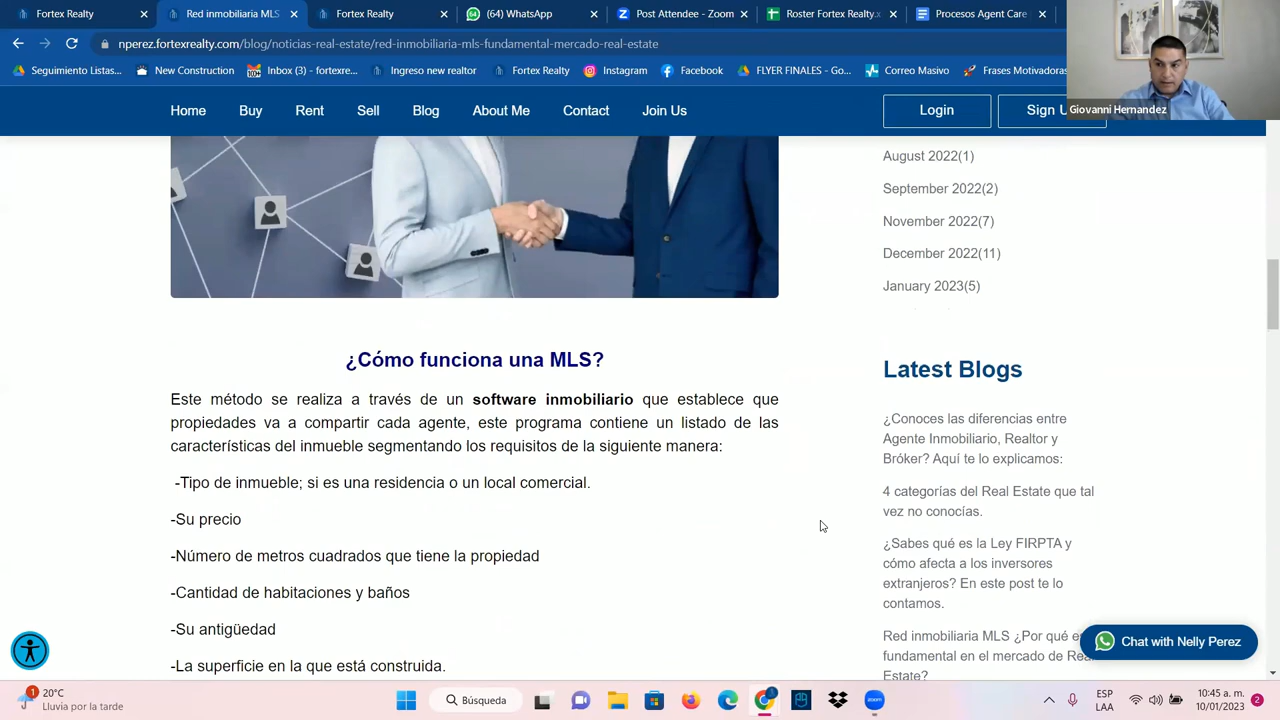 Fortex Realty
Red inmobiliaria MLS
Fortex Realty
(64) WhatsApp
Post Attendee - Zoom
Roster Fortex Realty.x
Procesos Agent Care
nperez.fortexrealty.com/blog/noticias-real-estate/red-inmobiliaria-mls-fundamental-mercado-real-estate
Seguimiento Listas...
New Construction
Inbox (3) - fortexre...
Ingreso new realtor
Fortex Realty
Instagram
Facebook
FLYER FINALES - Go...
Correo Masivo
Frases Motivadoras
Giovanni Hernandez
Home Buy Rent Sell Blog About Me Contact Join Us
Login
Sign U
August 2022(1)
September 2022(2)
November 2022(7)
December 2022(11)
January 2023(5)
¿Cómo funciona una MLS?
Este método se realiza a través de un software inmobiliario que establece que
propiedades va a compartir cada agente, este programa contiene un listado de las
características del inmueble segmentando los requisitos de la siguiente manera:
-Tipo de inmueble; si es una residencia o un local comercial.
-Su precio
-Número de metros cuadrados que tiene la propiedad
-Cantidad de habitaciones y baños
-Su antigüedad
-La superficie en la que está construida.
Latest Blogs
¿Conoces las diferencias entre
Agente Inmobiliario, Realtor y
Bróker? Aquí te lo explicamos:
4 categorías del Real Estate que tal
vez no conocías.
¿Sabes qué es la Ley FIRPTA y
cómo afecta a los inversores
extranjeros? En este post te lo
contamos.
Red inmobiliaria MLS ¿Por qué e
fundamental en el mercado de Rea
Estate?
Chat with Nelly Perez
1
20°C
Lluvia por la tarde
Búsqueda
ESP
LAA
10:45 a. m.
10/01/2023
2